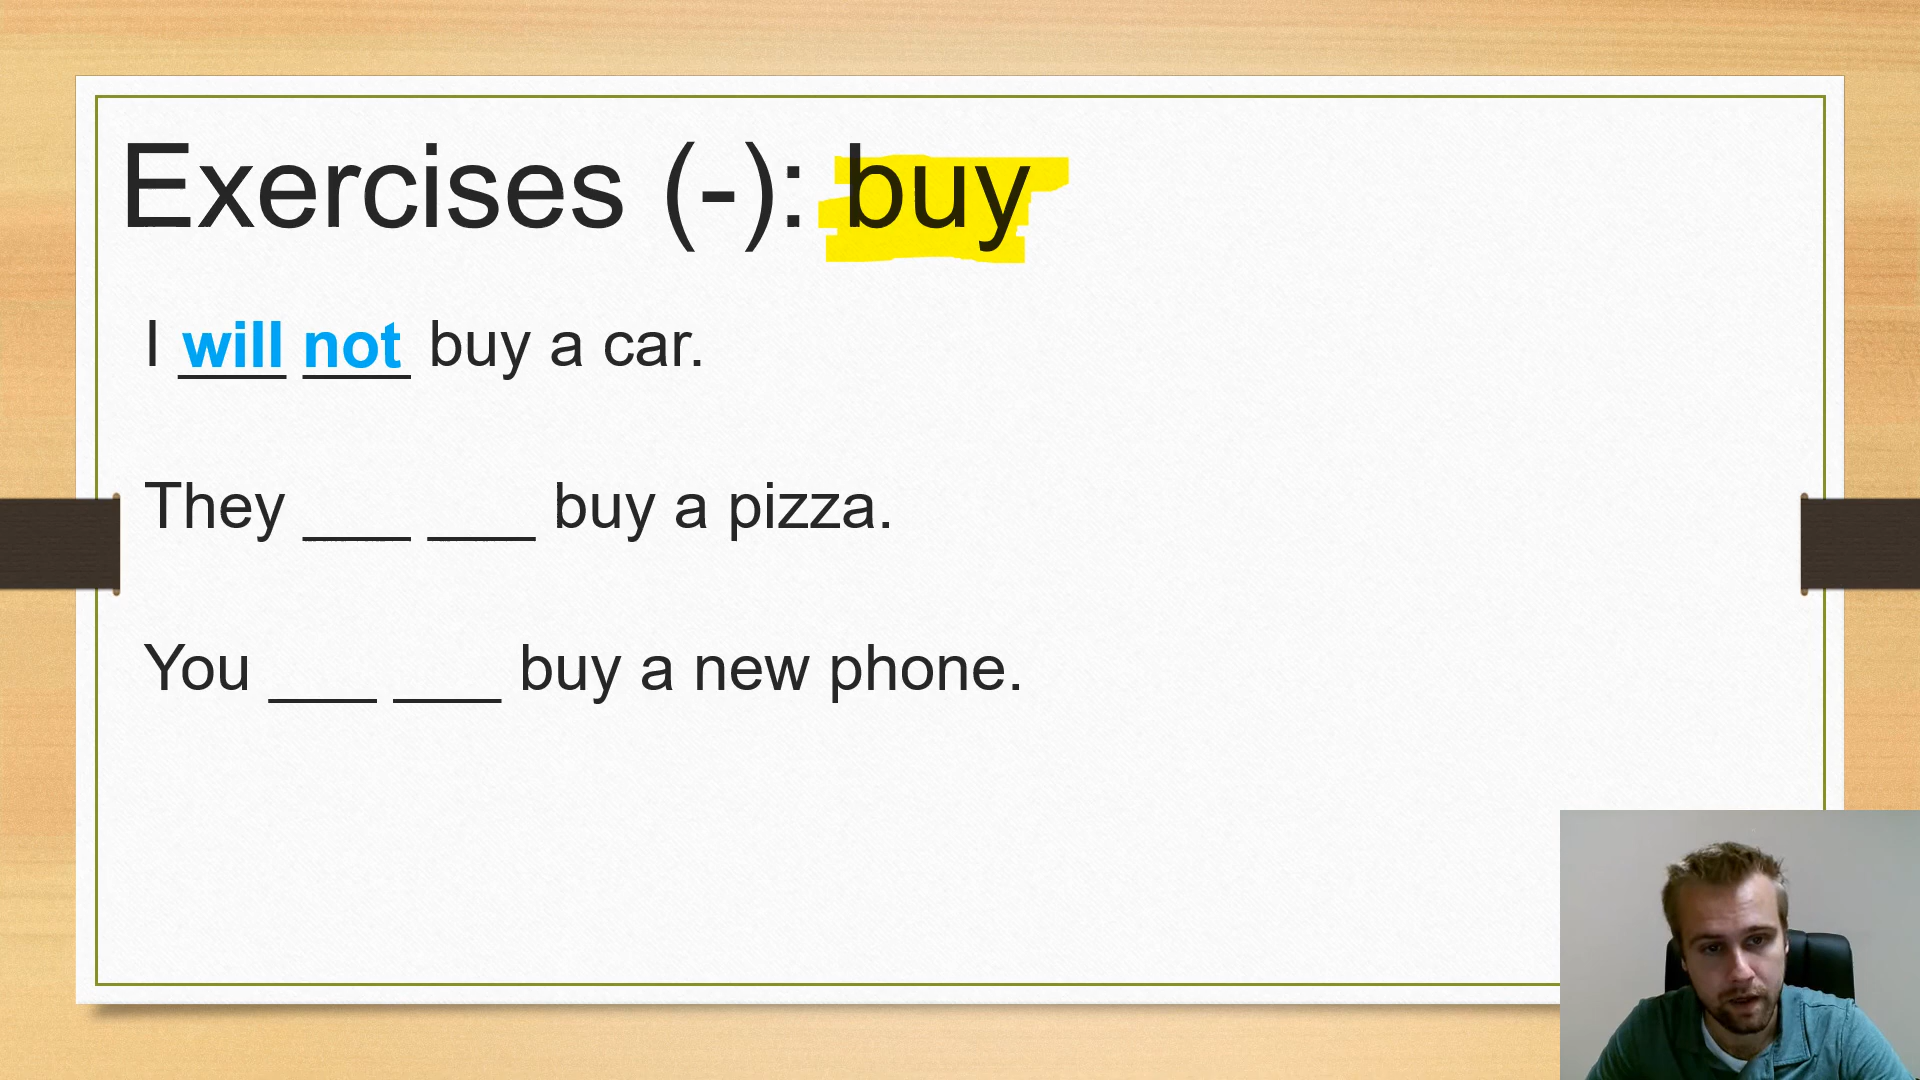 Exercises (-): buy
I will not buy a car.
They ___ ___ buy a pizza.
You ___ ___ buy a new phone.